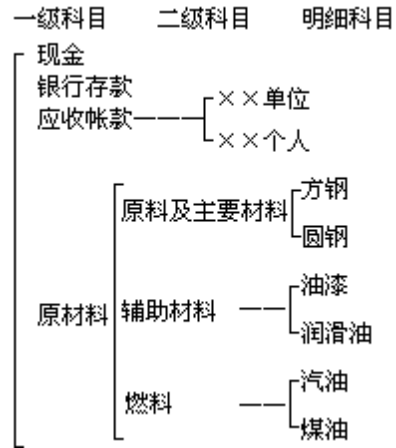 一级科目 二级科目 明细科目
现金
银行存款
应收帐款 ××单位
××个人
方钢
原料及主要材料
圆钢
油漆
原材料 辅助材料
润滑油
汽油
燃料
煤油